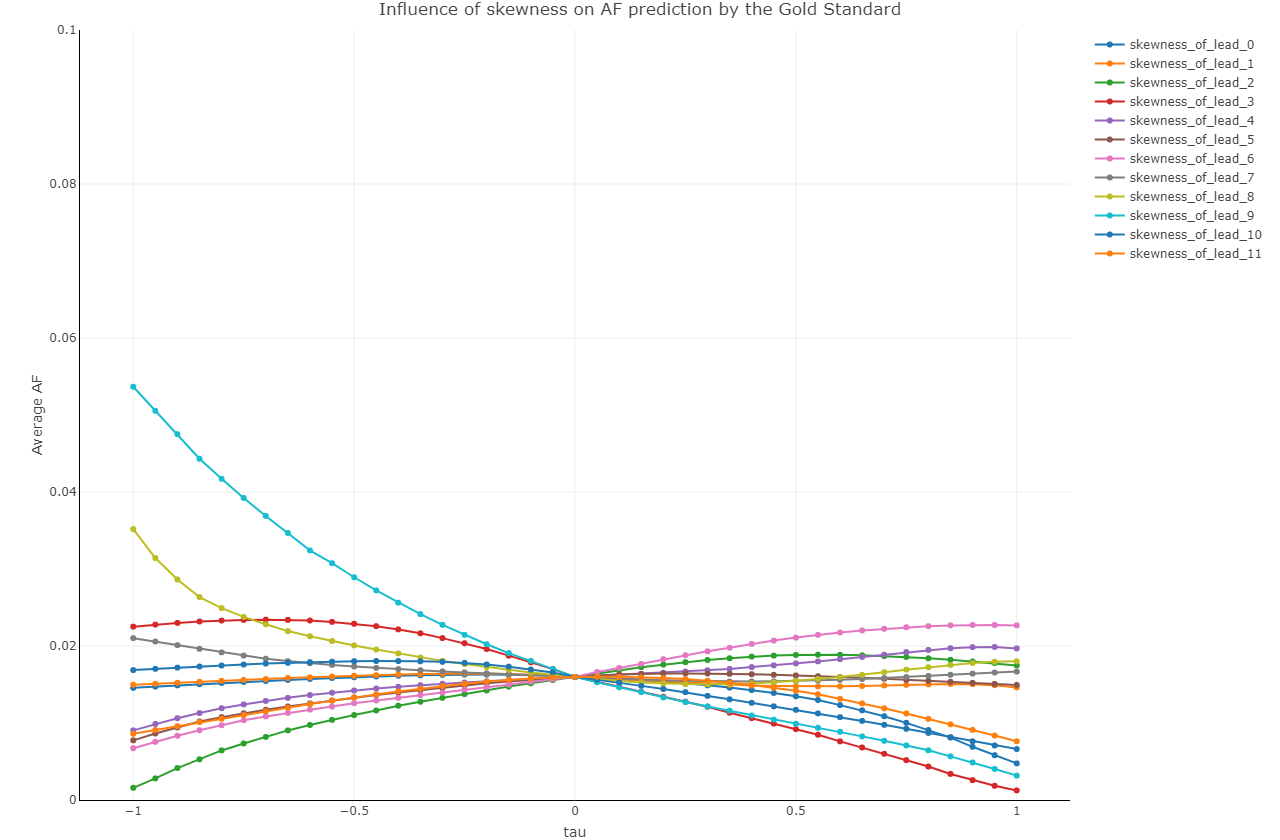 Influence of skewness on AF prediction by the Gold Standard
0.1
0.08
0.06
0.04
0.02
0
Average AF
−1
−0.5
0
0.5
1
tau
skewness_of_lead_0
skewness_of_lead_1
skewness_of_lead_2
skewness_of_lead_3
skewness_of_lead_4
skewness_of_lead_5
skewness_of_lead_6
skewness_of_lead_7
skewness_of_lead_8
skewness_of_lead_9
skewness_of_lead_10
skewness_of_lead_11